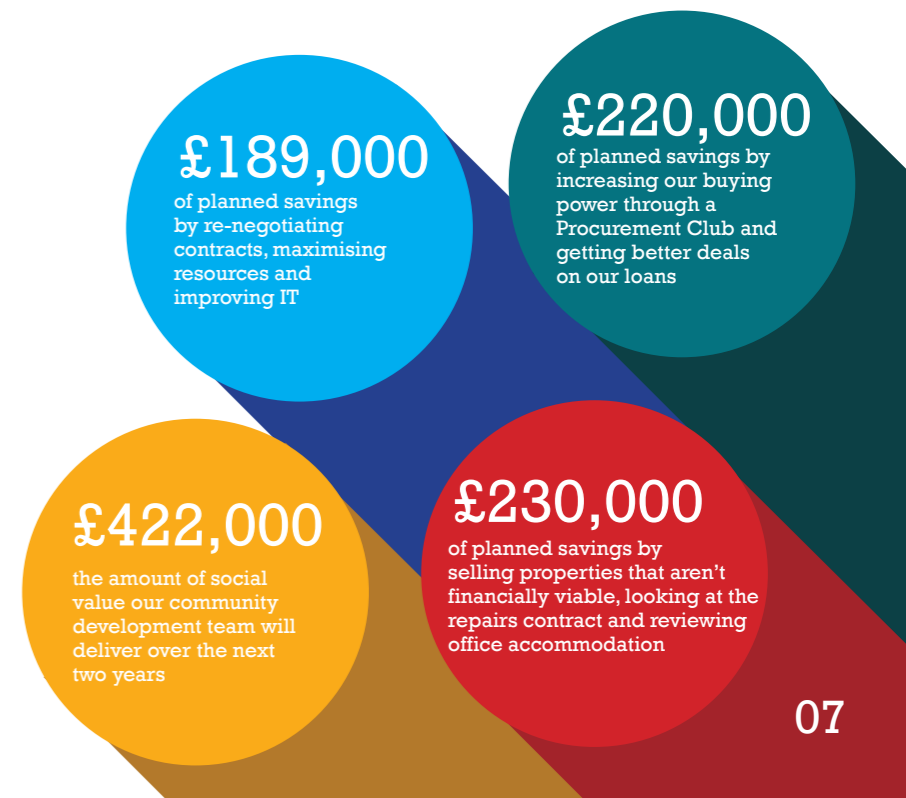 £189,000
of planned savings
by re-negotiating
contracts, maximising
resources and
improving IT
£220,000
of planned savings by
increasing our buying
power through a
Procurement Club and
getting better deals
on our loans
£422,000
the amount of social
value our community
development team will
deliver over the next
two years
£230,000
of planned savings by
selling properties that aren’t
financially viable, looking at the
repairs contract and reviewing
office accommodation
07